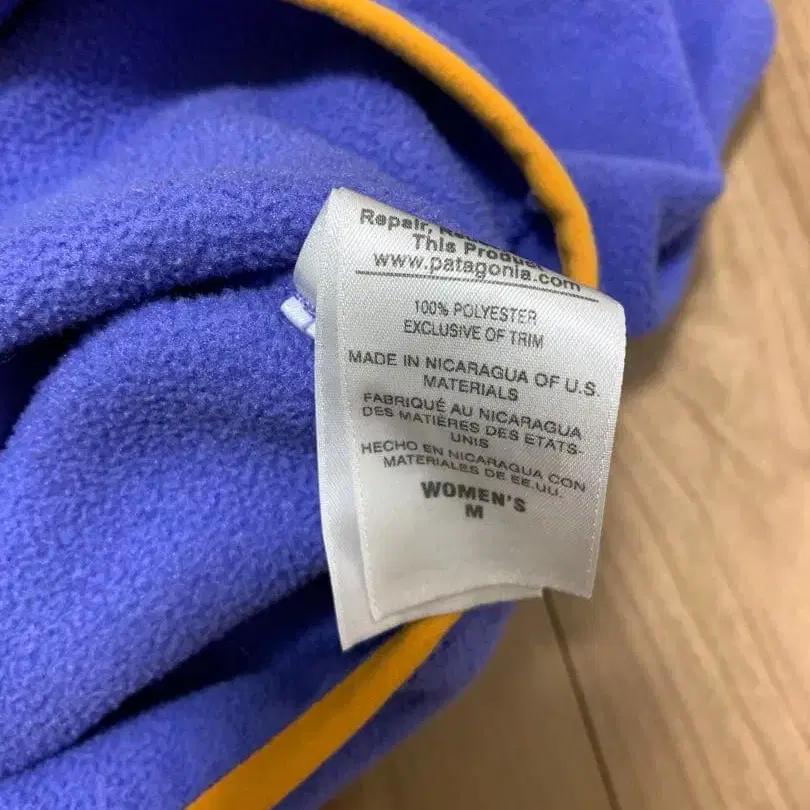 Repair,
This
www.patagonia.com
100% POLYESTER
EXCLUSIVE OF TRIM
MADE IN NICARAGUA OF U.S.
MATERIALS
FABRIQUÉ AU NICARAGUA
DES MATIÈRES DES ETATS-
UNIS
HECHO EN NICARAGUA CON
MATERIALES DE EE.UU.
WOMEN'S
M